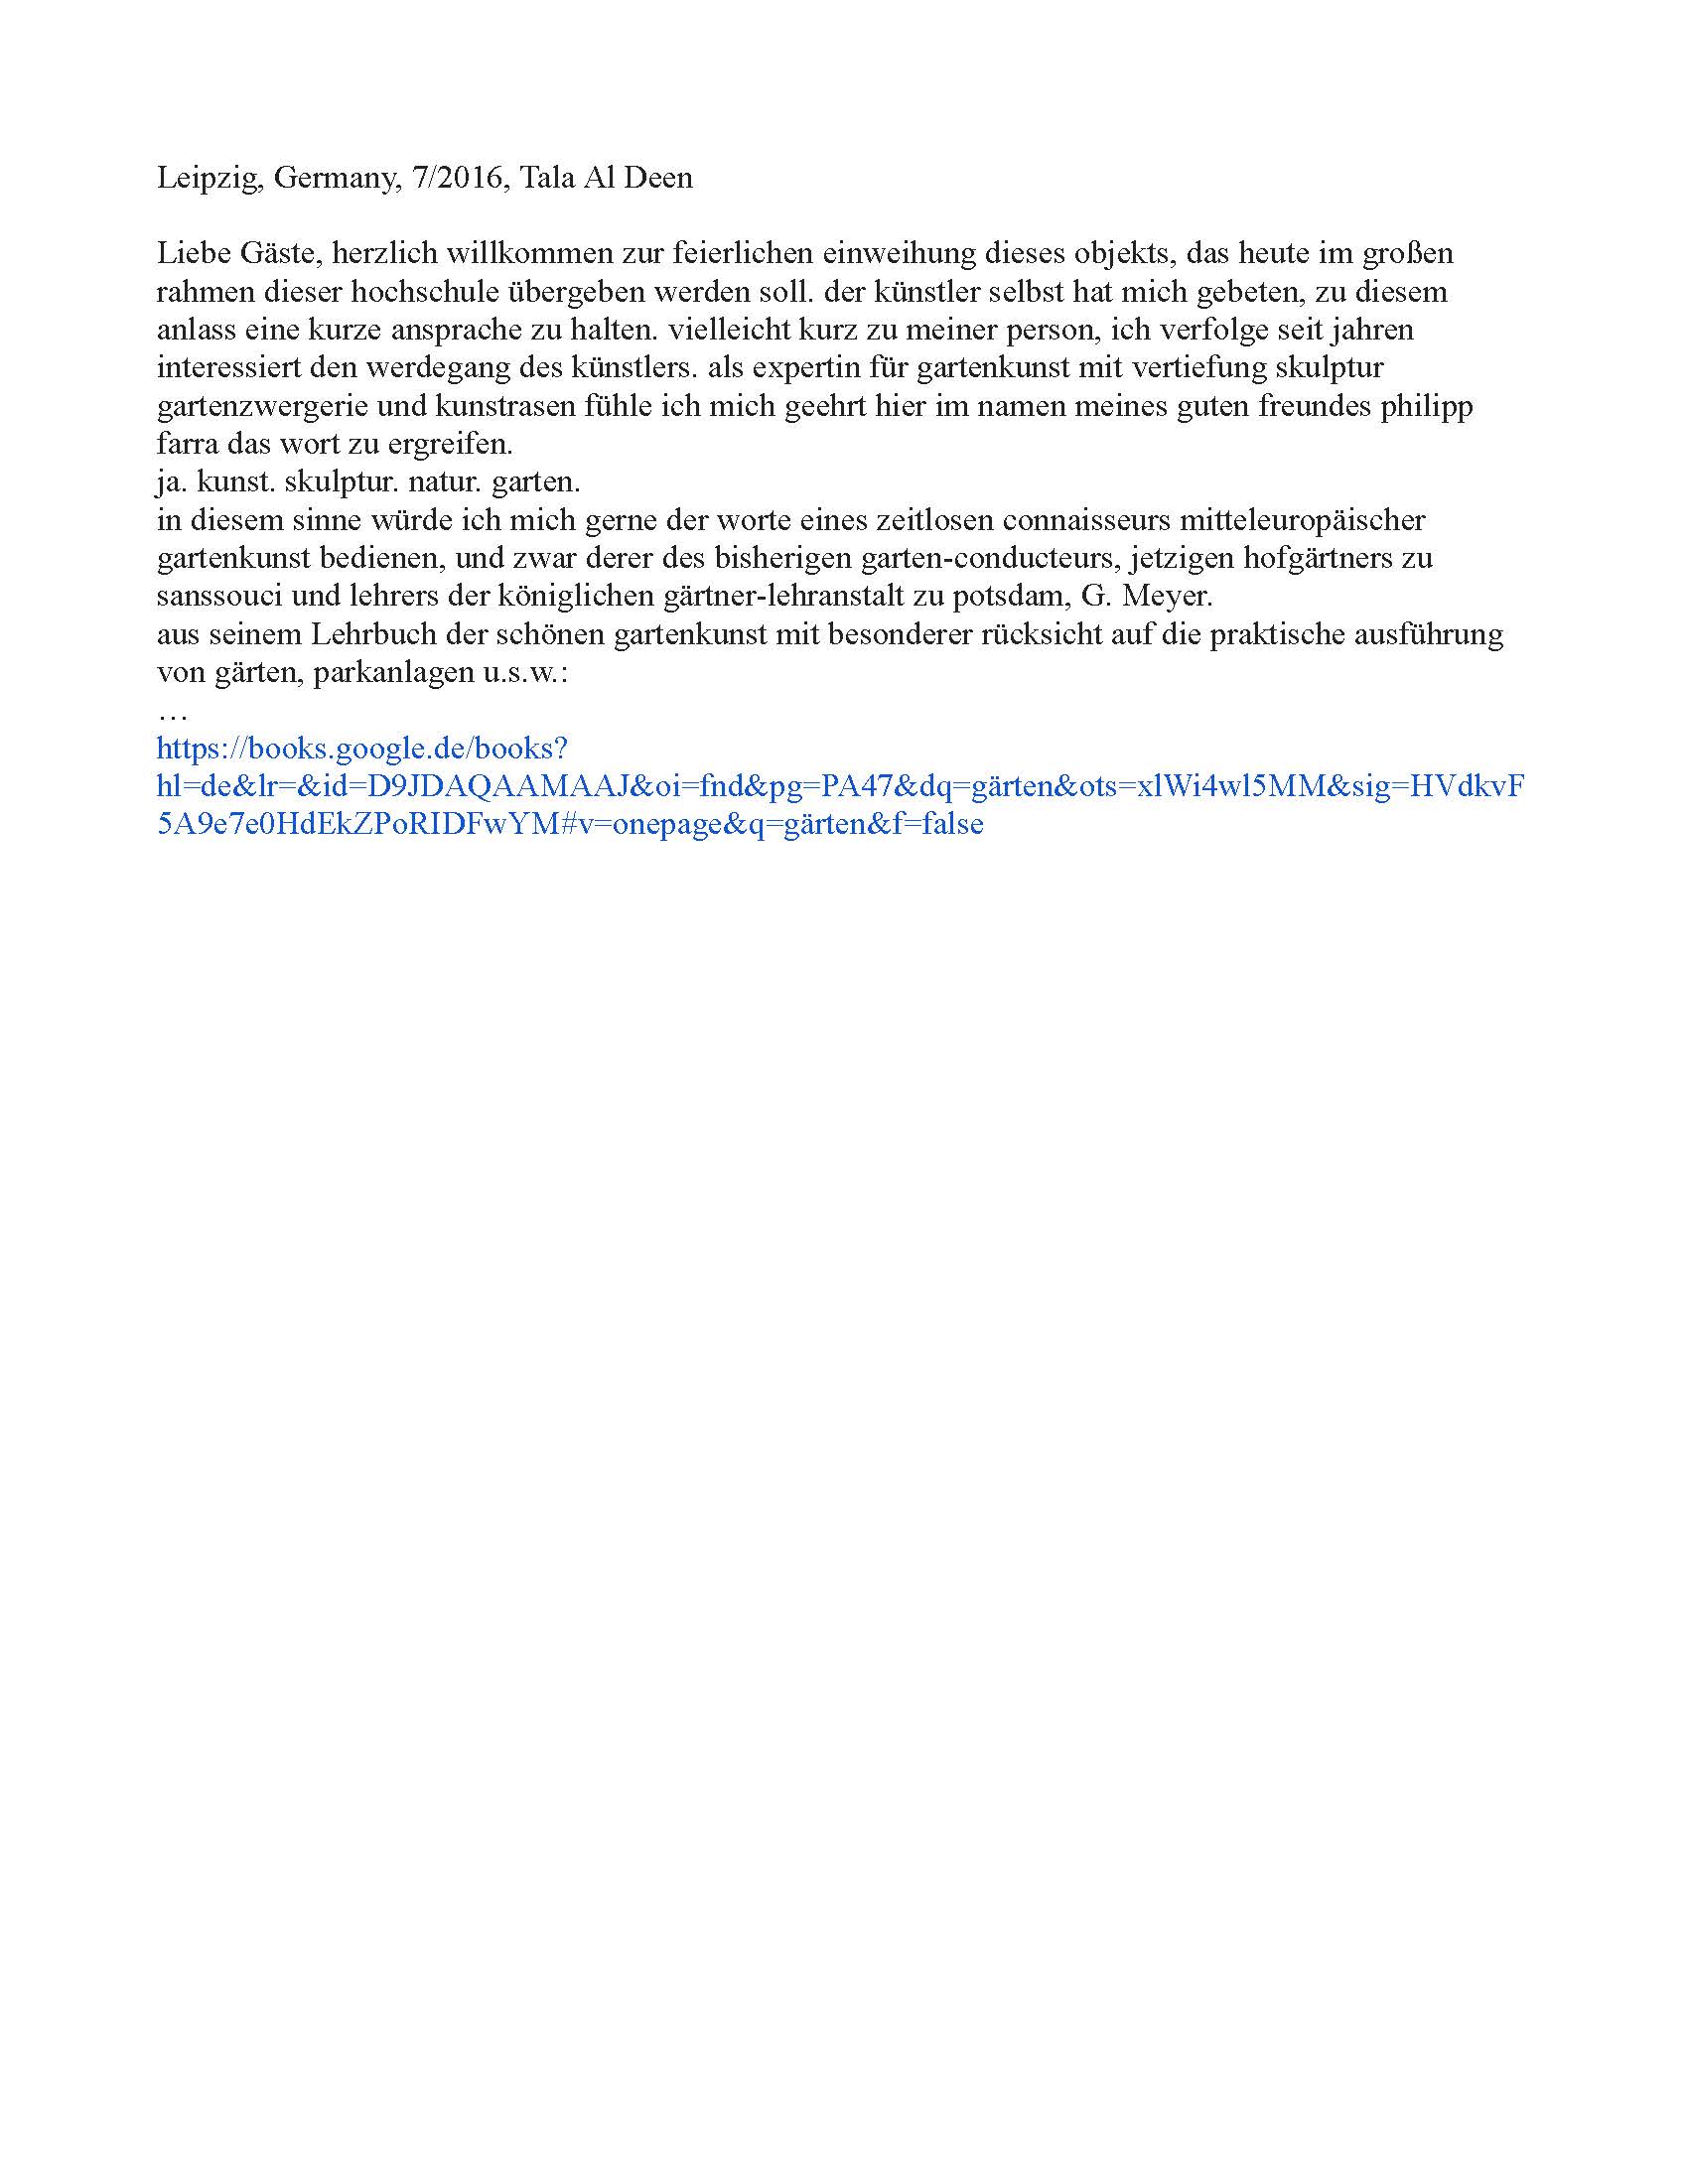 Leipzig, Germany, 7/2016, Tala Al Deen
Liebe Gäste, herzlich willkommen zur feierlichen einweihung dieses objekts, das heute im großen
rahmen dieser hochschule übergeben werden soll. der künstler selbst hat mich gebeten, zu diesem
anlass eine kurze ansprache zu halten. vielleicht kurz zu meiner person, ich verfolge seit jahren
interessiert den werdegang des künstlers. als expertin für gartenkunst mit vertiefung skulptur
gartenzwergerie und kunstrasen fühle ich mich geehrt hier im namen meines guten freundes philipp
farra das wort zu ergreifen.
ja. kunst. skulptur. natur. garten.
in diesem sinne würde ich mich gerne der worte eines zeitlosen connaisseurs mitteleuropäischer
gartenkunst bedienen, und zwar derer des bisherigen garten-conducteurs, jetzigen hofgärtners zu
sanssouci und lehrers der königlichen gärtner-lehranstalt zu potsdam, G. Meyer.
aus seinem Lehrbuch der schönen gartenkunst mit besonderer rücksicht auf die praktische ausführung
von gärten, parkanlagen u.s.w.:
…
https://books.google.de/books?
hl=de&lr=&id=D9JDAQAAMAAJ&oi=fnd&pg=PA47&dq=gärten&ots=xlWi4wl5MM&sig=HVdkvF
5A9e7e0HdEkZPoRIDFwYM#v=onepage&q=gärten&f=false